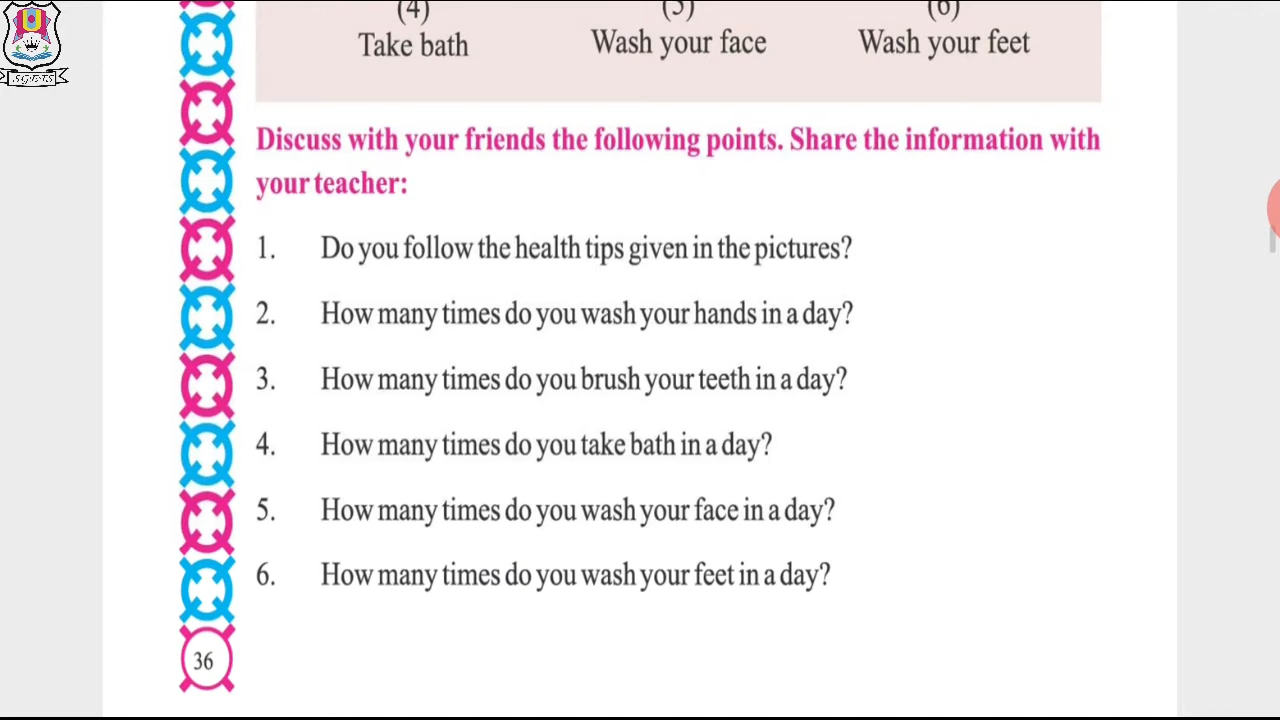 (4) (5) (6)
Take bath Wash your face Wash your feet
Discuss with your friends the following points. Share the information with
your teacher:
1. Do you follow the health tips given in the pictures?
2. How many times do you wash your hands in a day?
3. How many times do you brush your teeth in a day?
4. How many times do you take bath in a day?
5. How many times do you wash your face in a day?
6. How many times do you wash your feet in a day?
36